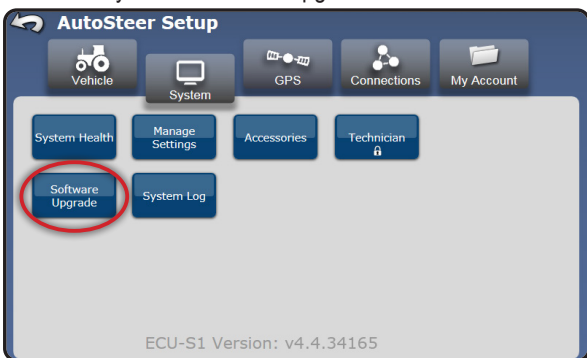 AutoSteer Setup
Vehicle
System
GPS
Connections
My Account
System Health
Manage
Settings
Accessories
Technician
Software
Upgrade
System Log
ECU-S1 Version: v4.4.34165